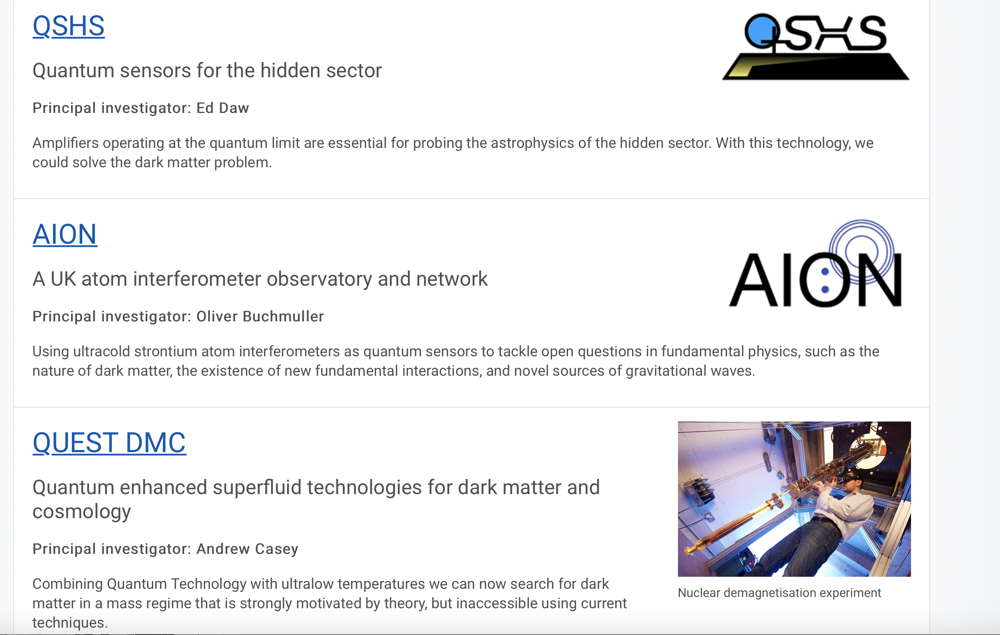 QSHS
QSHS
Quantum sensors for the hidden sector
Principal investigator: Ed Daw
Amplifiers operating at the quantum limit are essential for probing the astrophysics of the hidden sector. With this technology, we
could solve the dark matter problem.
AION
AION
A UK atom interferometer observatory and network
Principal investigator: Oliver Buchmuller
Using ultracold strontium atom interferometers as quantum sensors to tackle open questions in fundamental physics, such as the
nature of dark matter, the existence of new fundamental interactions, and novel sources of gravitational waves.
QUEST DMC
Quantum enhanced superfluid technologies for dark matter and
cosmology
Principal investigator: Andrew Casey
Combining Quantum Technology with ultralow temperatures we can now search for dark
matter in a mass regime that is strongly motivated by theory, but inaccessible using current
techniques.
Nuclear demagnetisation experiment